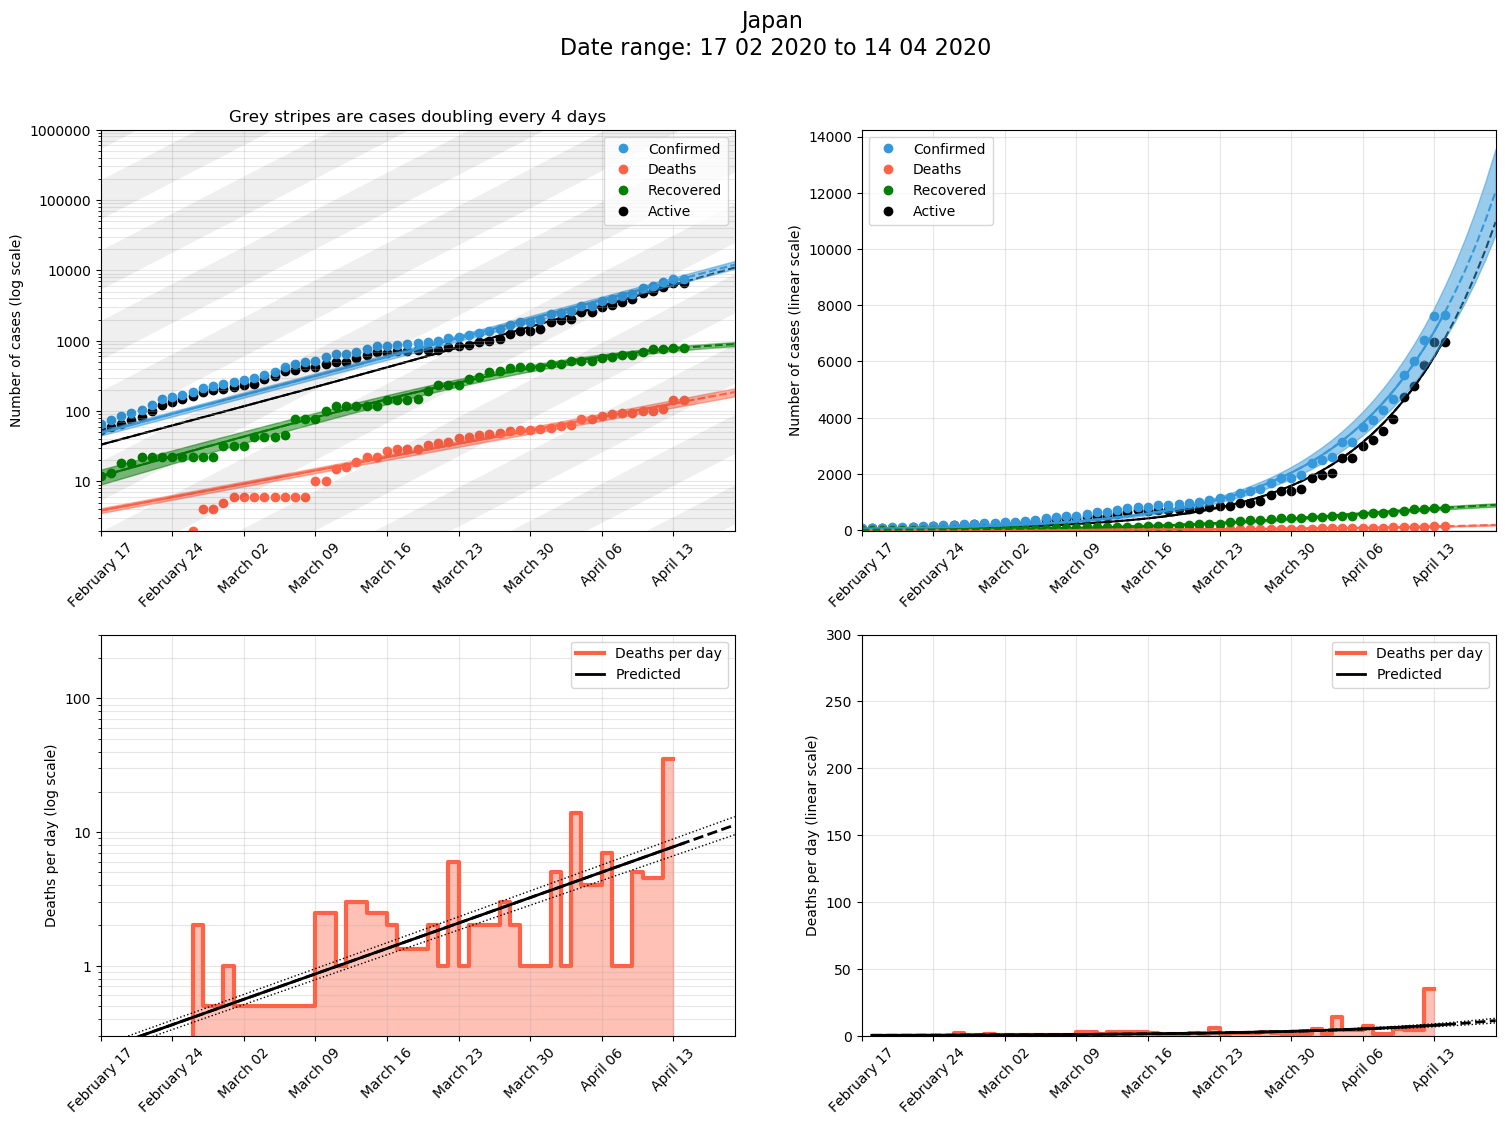 Japan
Date range: 17 02 2020 to 14 04 2020
Grey stripes are cases doubling every 4 days
Number of cases (log scale)
1000000
100000
10000
1000
100
10
Confirmed
Deaths
Recovered
Active
February 17
February 24
March 02
March 09
March 16
March 23
March 30
April 06
April 13
Number of cases (linear scale)
14000
12000
10000
8000
6000
4000
2000
0
Confirmed
Deaths
Recovered
Active
February 17
February 24
March 02
March 09
March 16
March 23
March 30
April 06
April 13
Deaths per day (log scale)
100
10
1
Deaths per day
Predicted
February 17
February 24
March 02
March 09
March 16
March 23
March 30
April 06
April 13
Deaths per day (linear scale)
300
250
200
150
100
50
0
Deaths per day
Predicted
February 17
February 24
March 02
March 09
March 16
March 23
March 30
April 06
April 13